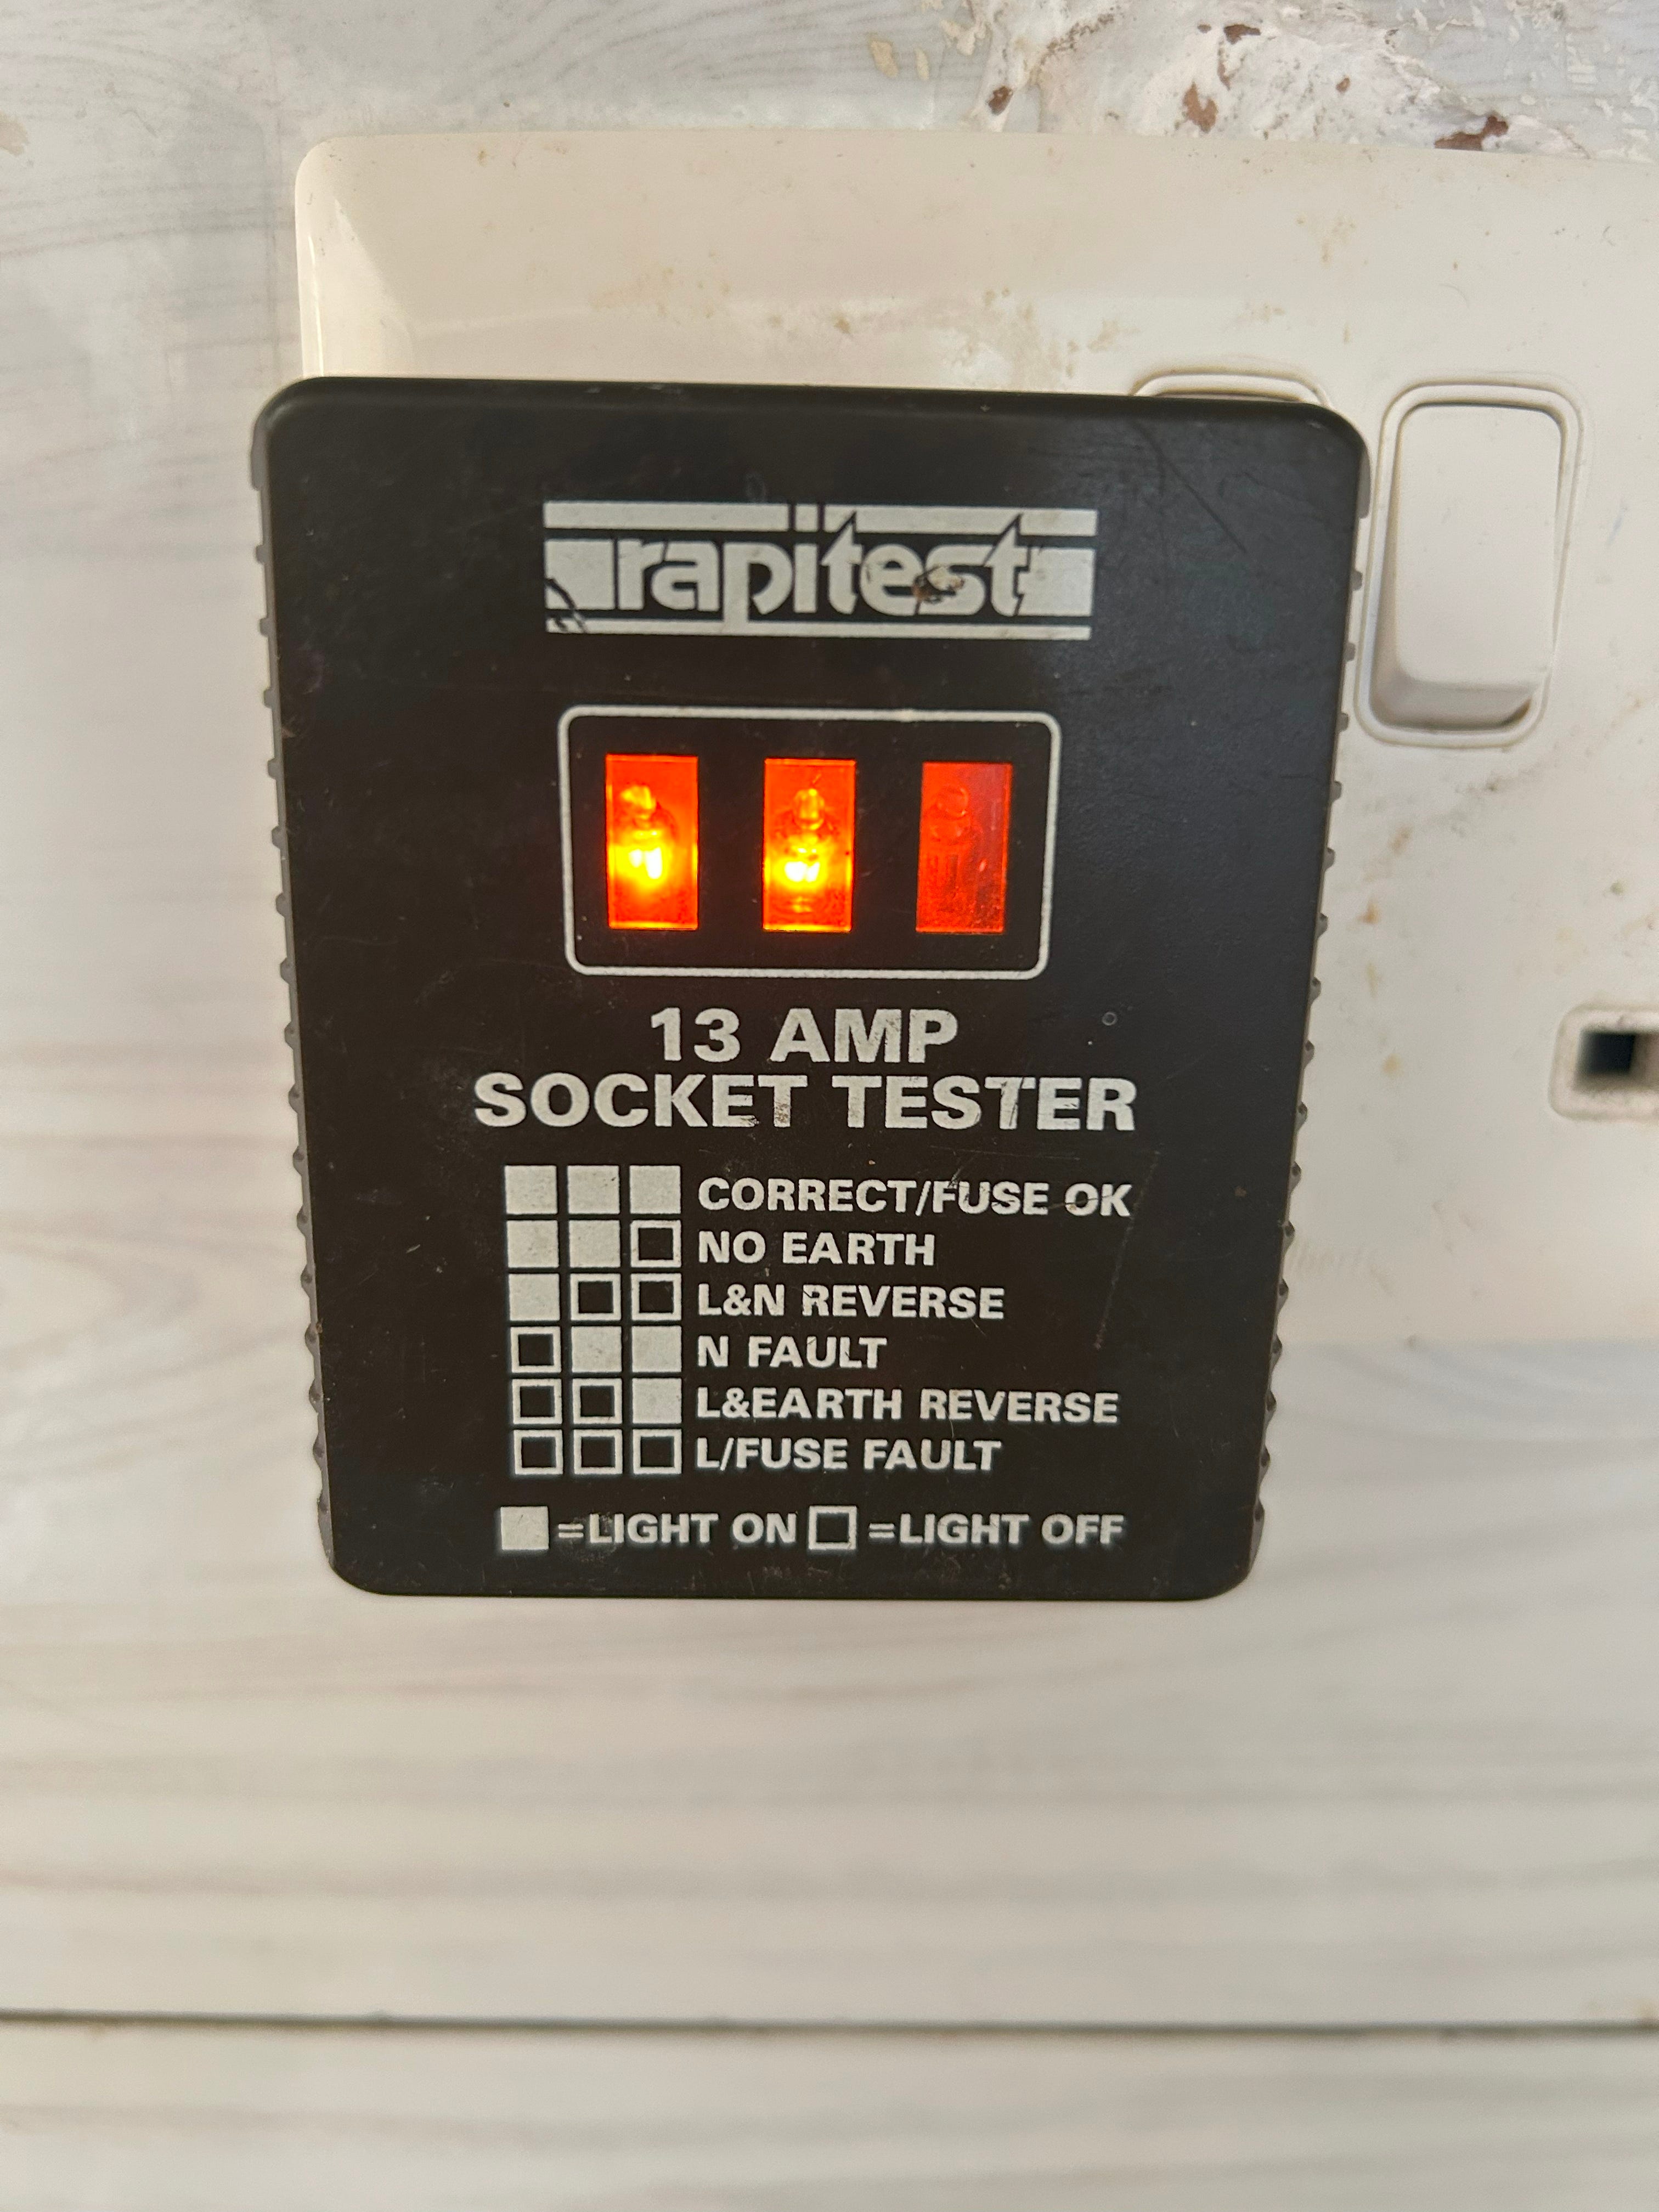 rapitest
13 AMP
SOCKET TESTER
CORRECT/FUSE OK
NO EARTH
L&N REVERSE
N FAULT
L&EARTH REVERSE
L/FUSE FAULT
=LIGHT ON =LIGHT OFF